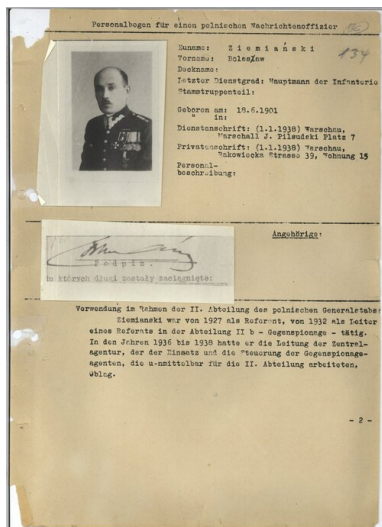 Personalbogen für einen polnischen Nachrichtenoffizier
134
Zuname: Ziemiański
Vorname: Bolesław
Deckname:
Letzter Dienstgrad: Hauptmann der Infanterie
Stammtruppenteil:
Geboren am: 18.6.1901
" in:
Dienstanschrift: (1.1.1938) Warschau,
Marschall J. Pilsudski Platz 7
Privatanschrift: (1.1.1938) Warschau,
Rakowiecka Strasse 39, Wohnung 15
Personal-
beschreibung:
Angehörige:
Podpis.
w których długi zostały zaciągnięte:
Verwendung im Rahmen der II. Abteilung des polnischen Generalstabes
Ziemianski war von 1927 als Referent, von 1932 als Leiter
eines Referats in der Abteilung II b - Gegenspionage - tätig.
In den Jahren 1936 bis 1938 hatte er die Leitung der Zentral-
agentur, der der Einsatz und die Steuerung der Gegenspionage-
agenten, die unmittelbar für die II. Abteilung arbeiteten,
oblag.
- 2 -